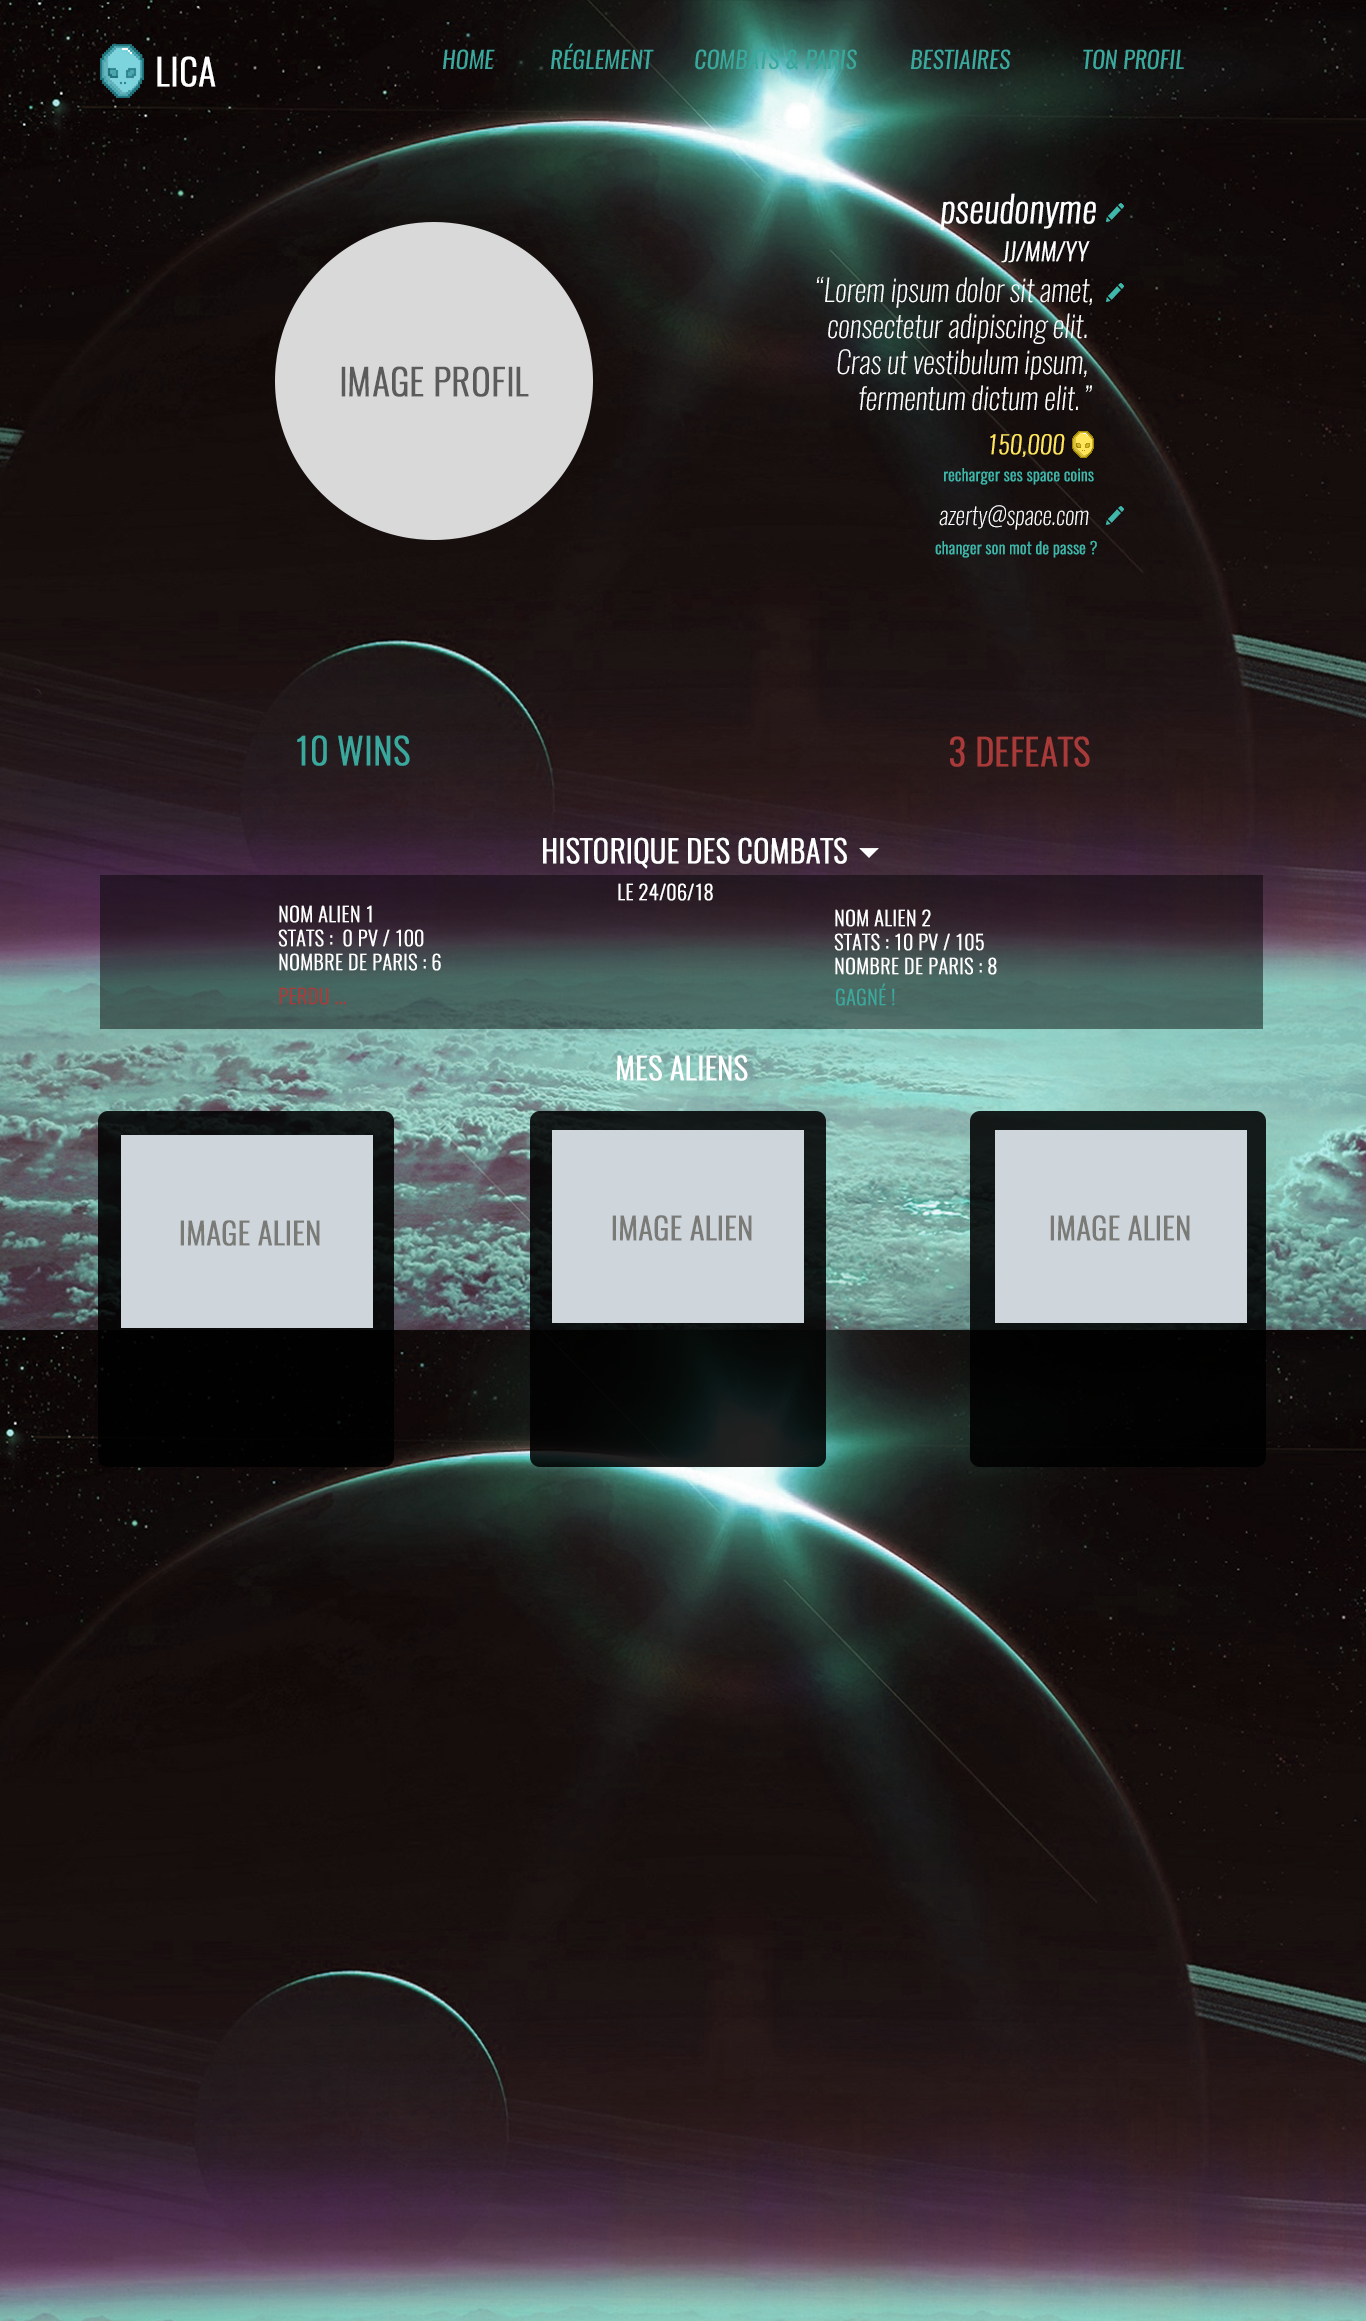 LICA
HOME
RÉGLEMENT
COMBATS & PARIS
BESTIAIRES
TON PROFIL
pseudonyme
JJ/MM/YY
IMAGE PROFIL
“Lorem ipsum dolor sit amet,
consectetur adipiscing elit.
Cras ut vestibulum ipsum,
fermentum dictum elit. ”
150,000
recharger ses space coins
azerty@space.com
changer son mot de passe ?
10 WINS
3 DEFEATS
HISTORIQUE DES COMBATS
LE 24/06/18
NOM ALIEN 1
STATS : 0 PV / 100
NOMBRE DE PARIS : 6
PERDU ...
NOM ALIEN 2
STATS : 10 PV / 105
NOMBRE DE PARIS : 8
GAGNÉ !
MES ALIENS
IMAGE ALIEN
IMAGE ALIEN
IMAGE ALIEN